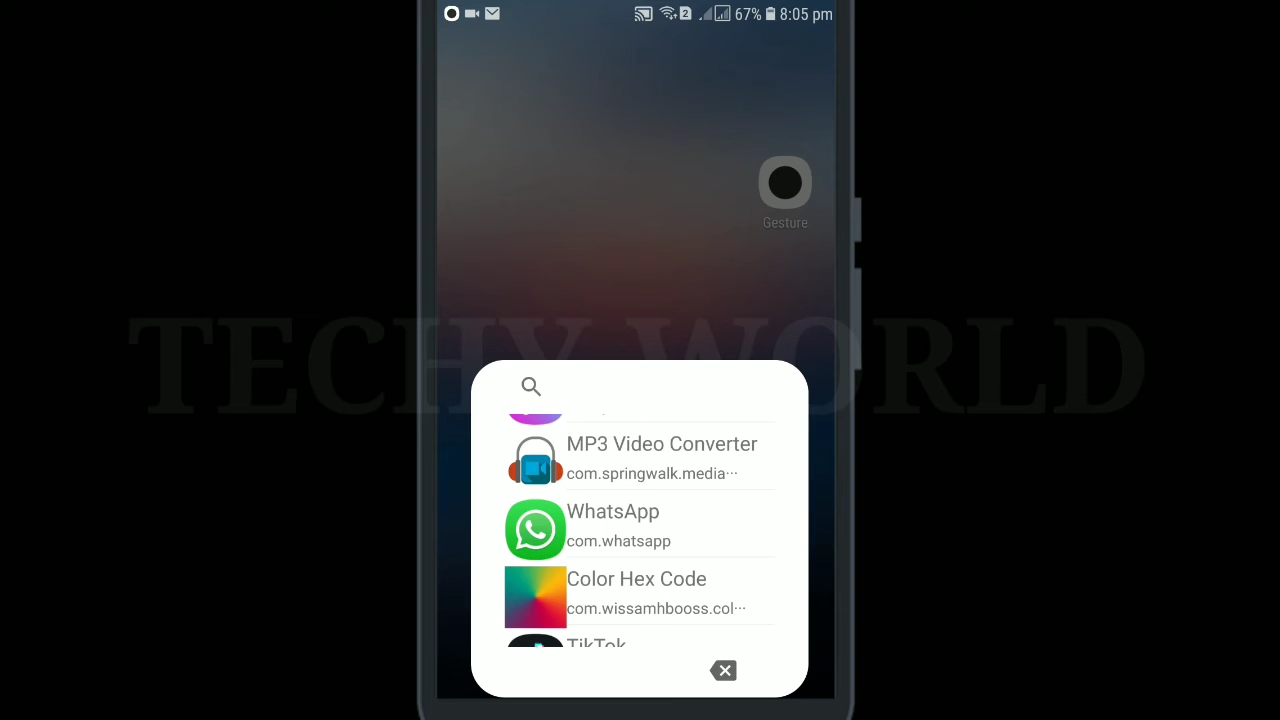 2
67%
8:05 pm
Gesture
TECHY WORLD
MP3 Video Converter
com.springwalk.media···
WhatsApp
com.whatsapp
Color Hex Code
com.wissamhbooss.col···
TikTok